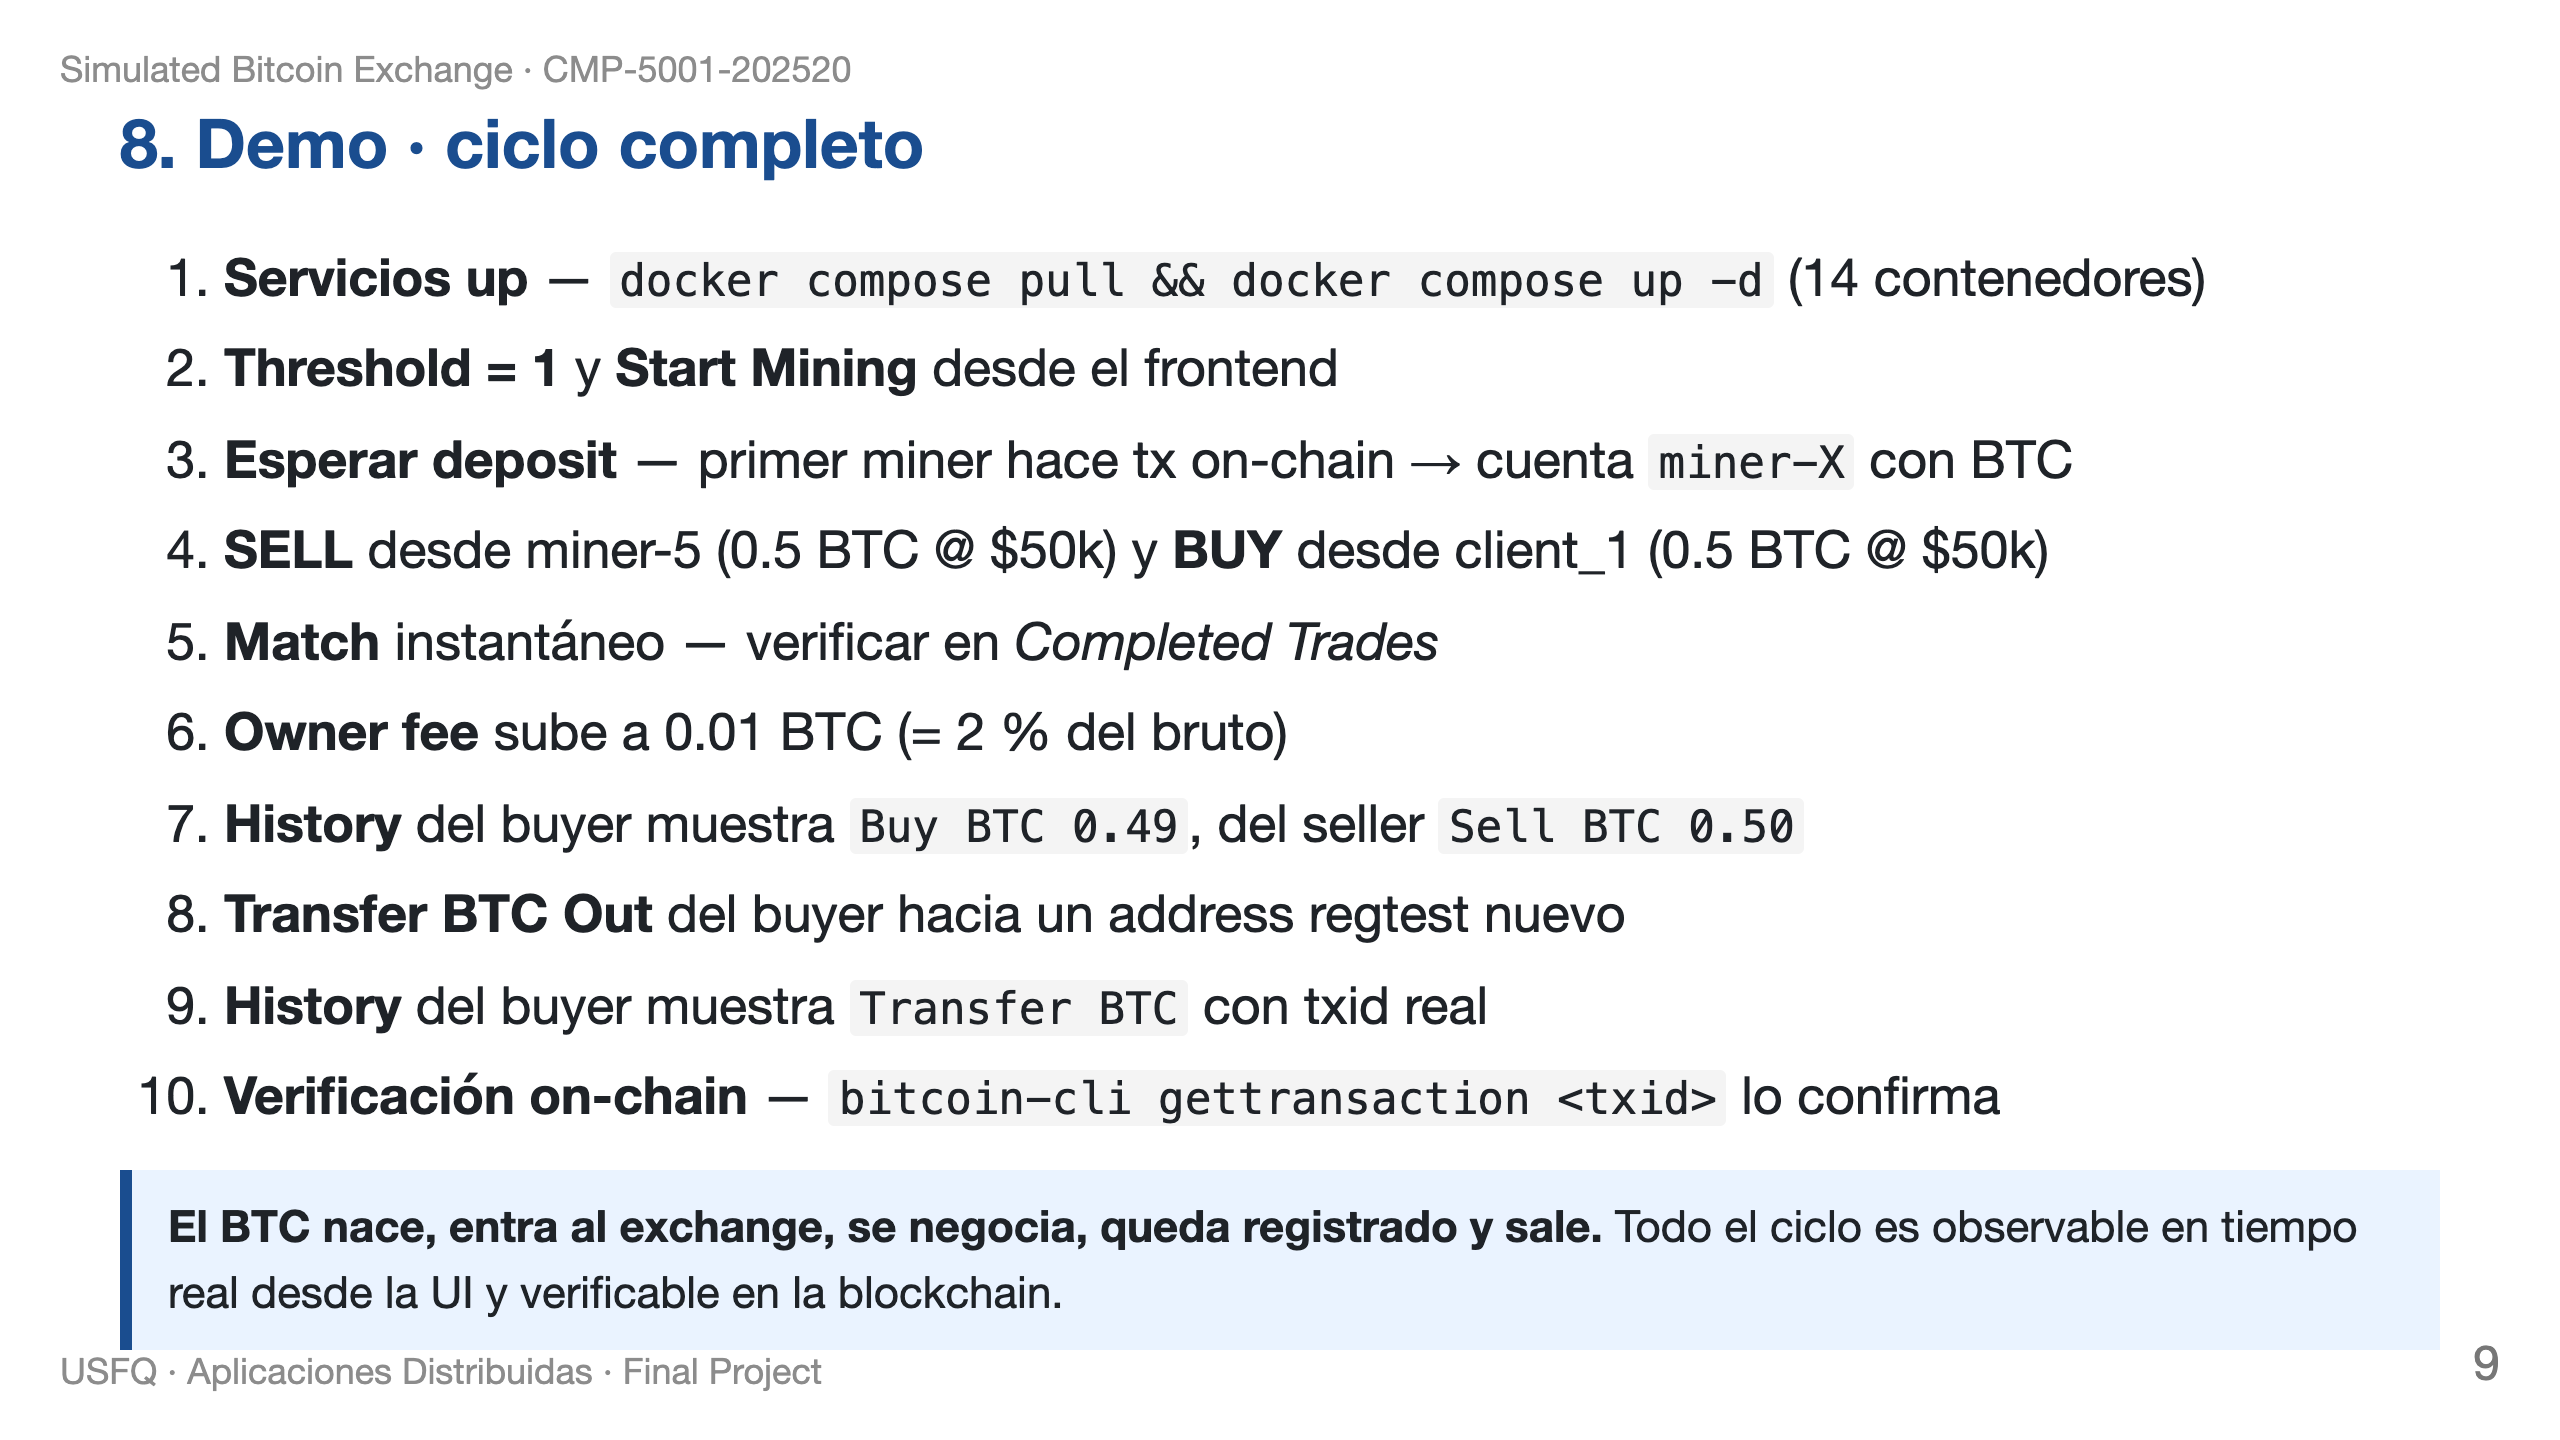 Simulated Bitcoin Exchange · CMP-5001-202520
8. Demo · ciclo completo
1. Servicios up — docker compose pull && docker compose up -d (14 contenedores)
2. Threshold = 1 y Start Mining desde el frontend
3. Esperar deposit — primer miner hace tx on-chain → cuenta miner-X con BTC
4. SELL desde miner-5 (0.5 BTC @ $50k) y BUY desde client_1 (0.5 BTC @ $50k)
5. Match instantáneo — verificar en Completed Trades
6. Owner fee sube a 0.01 BTC (= 2 % del bruto)
7. History del buyer muestra Buy BTC 0.49, del seller Sell BTC 0.50
8. Transfer BTC Out del buyer hacia un address regtest nuevo
9. History del buyer muestra Transfer BTC con txid real
10. Verificación on-chain — bitcoin-cli gettransaction <txid> lo confirma
El BTC nace, entra al exchange, se negocia, queda registrado y sale. Todo el ciclo es observable en tiempo
real desde la UI y verificable en la blockchain.
USFQ · Aplicaciones Distribuidas · Final Project
9